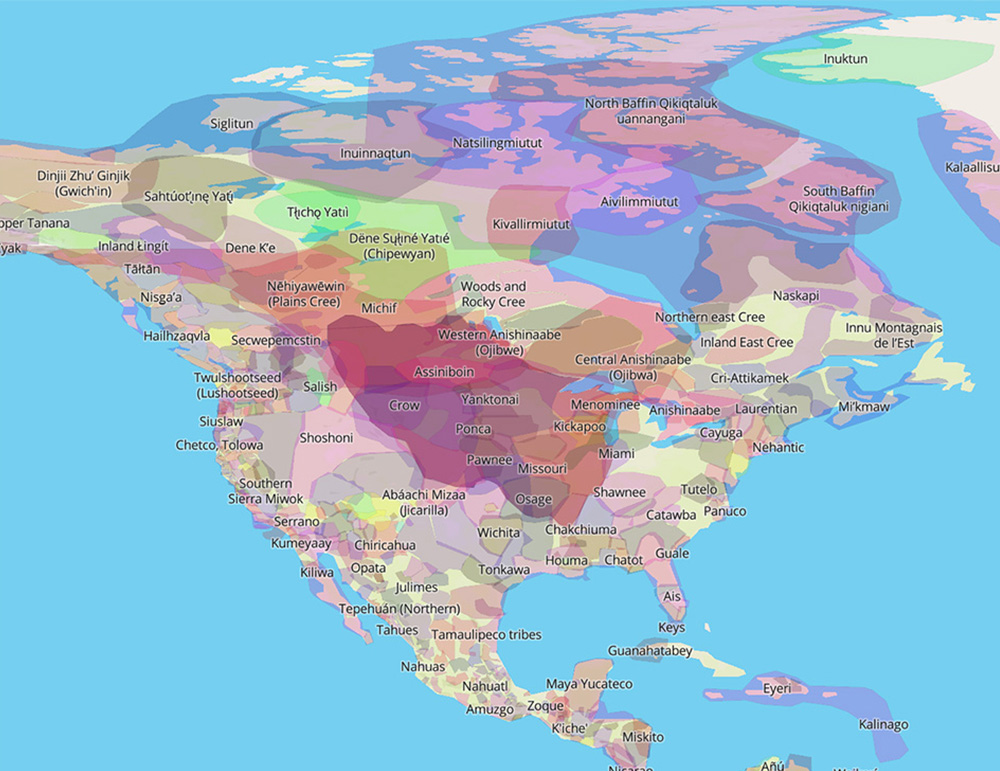 Inuktun
North Baffin Qikiqtaluk
uannangani
Siglitun
Natsilingmiutut
Inuinnaqtun
Kalaallisu
Dinjii Zhu' Ginjik
(Gwich'in)
Sahtúot'ı̨nę Yatı̨́
South Baffin
Qikiqtaluk nigiani
Aivilimmiutut
Tłı̨chǫ Yatıì
Kivallirmiutut
pper Tanana
yak
Inland Łingít
Dene K'e
Dëne Sųłıné Yatıé
(Chipewyan)
Tāłtān
Nēhiyawēwin
(Plains Cree)
Woods and
Rocky Cree
Nisga'a
Michif
Naskapi
Northern east Cree
Innu Montagnais
de l'Est
Hailhzaqvla
Secwepemcstin
Western Anishinaabe
(Ojibwe)
Inland East Cree
Central Anishinaabe
(Ojibwa)
Assiniboin
Cri-Attikamek
Twulshootseed
(Lushootseed)
Salish
Crow
Yanktonai
Menominee
Anishinaabe
Laurentian
Mi'kmaw
Siuslaw
Ponca
Kickapoo
Cayuga
Chetco, Tolowa
Shoshoni
Nehantic
Pawnee
Missouri
Miami
Southern
Sierra Miwok
Abáachi Mizaa
(Jicarilla)
Osage
Shawnee
Tutelo
Serrano
Catawba
Panuco
Wichita
Chakchiuma
Kumeyaay
Chiricahua
Guale
Kiliwa
Opata
Tonkawa
Houma
Chatot
Julimes
Ais
Tepehuán (Northern)
Keys
Tahues
Tamaulipeco tribes
Guanahatabey
Nahuas
Nahuatl
Maya Yucateco
Eyeri
Amuzgo
Zoque
K'iche'
Miskito
Kalinago
Nicarao
Añú